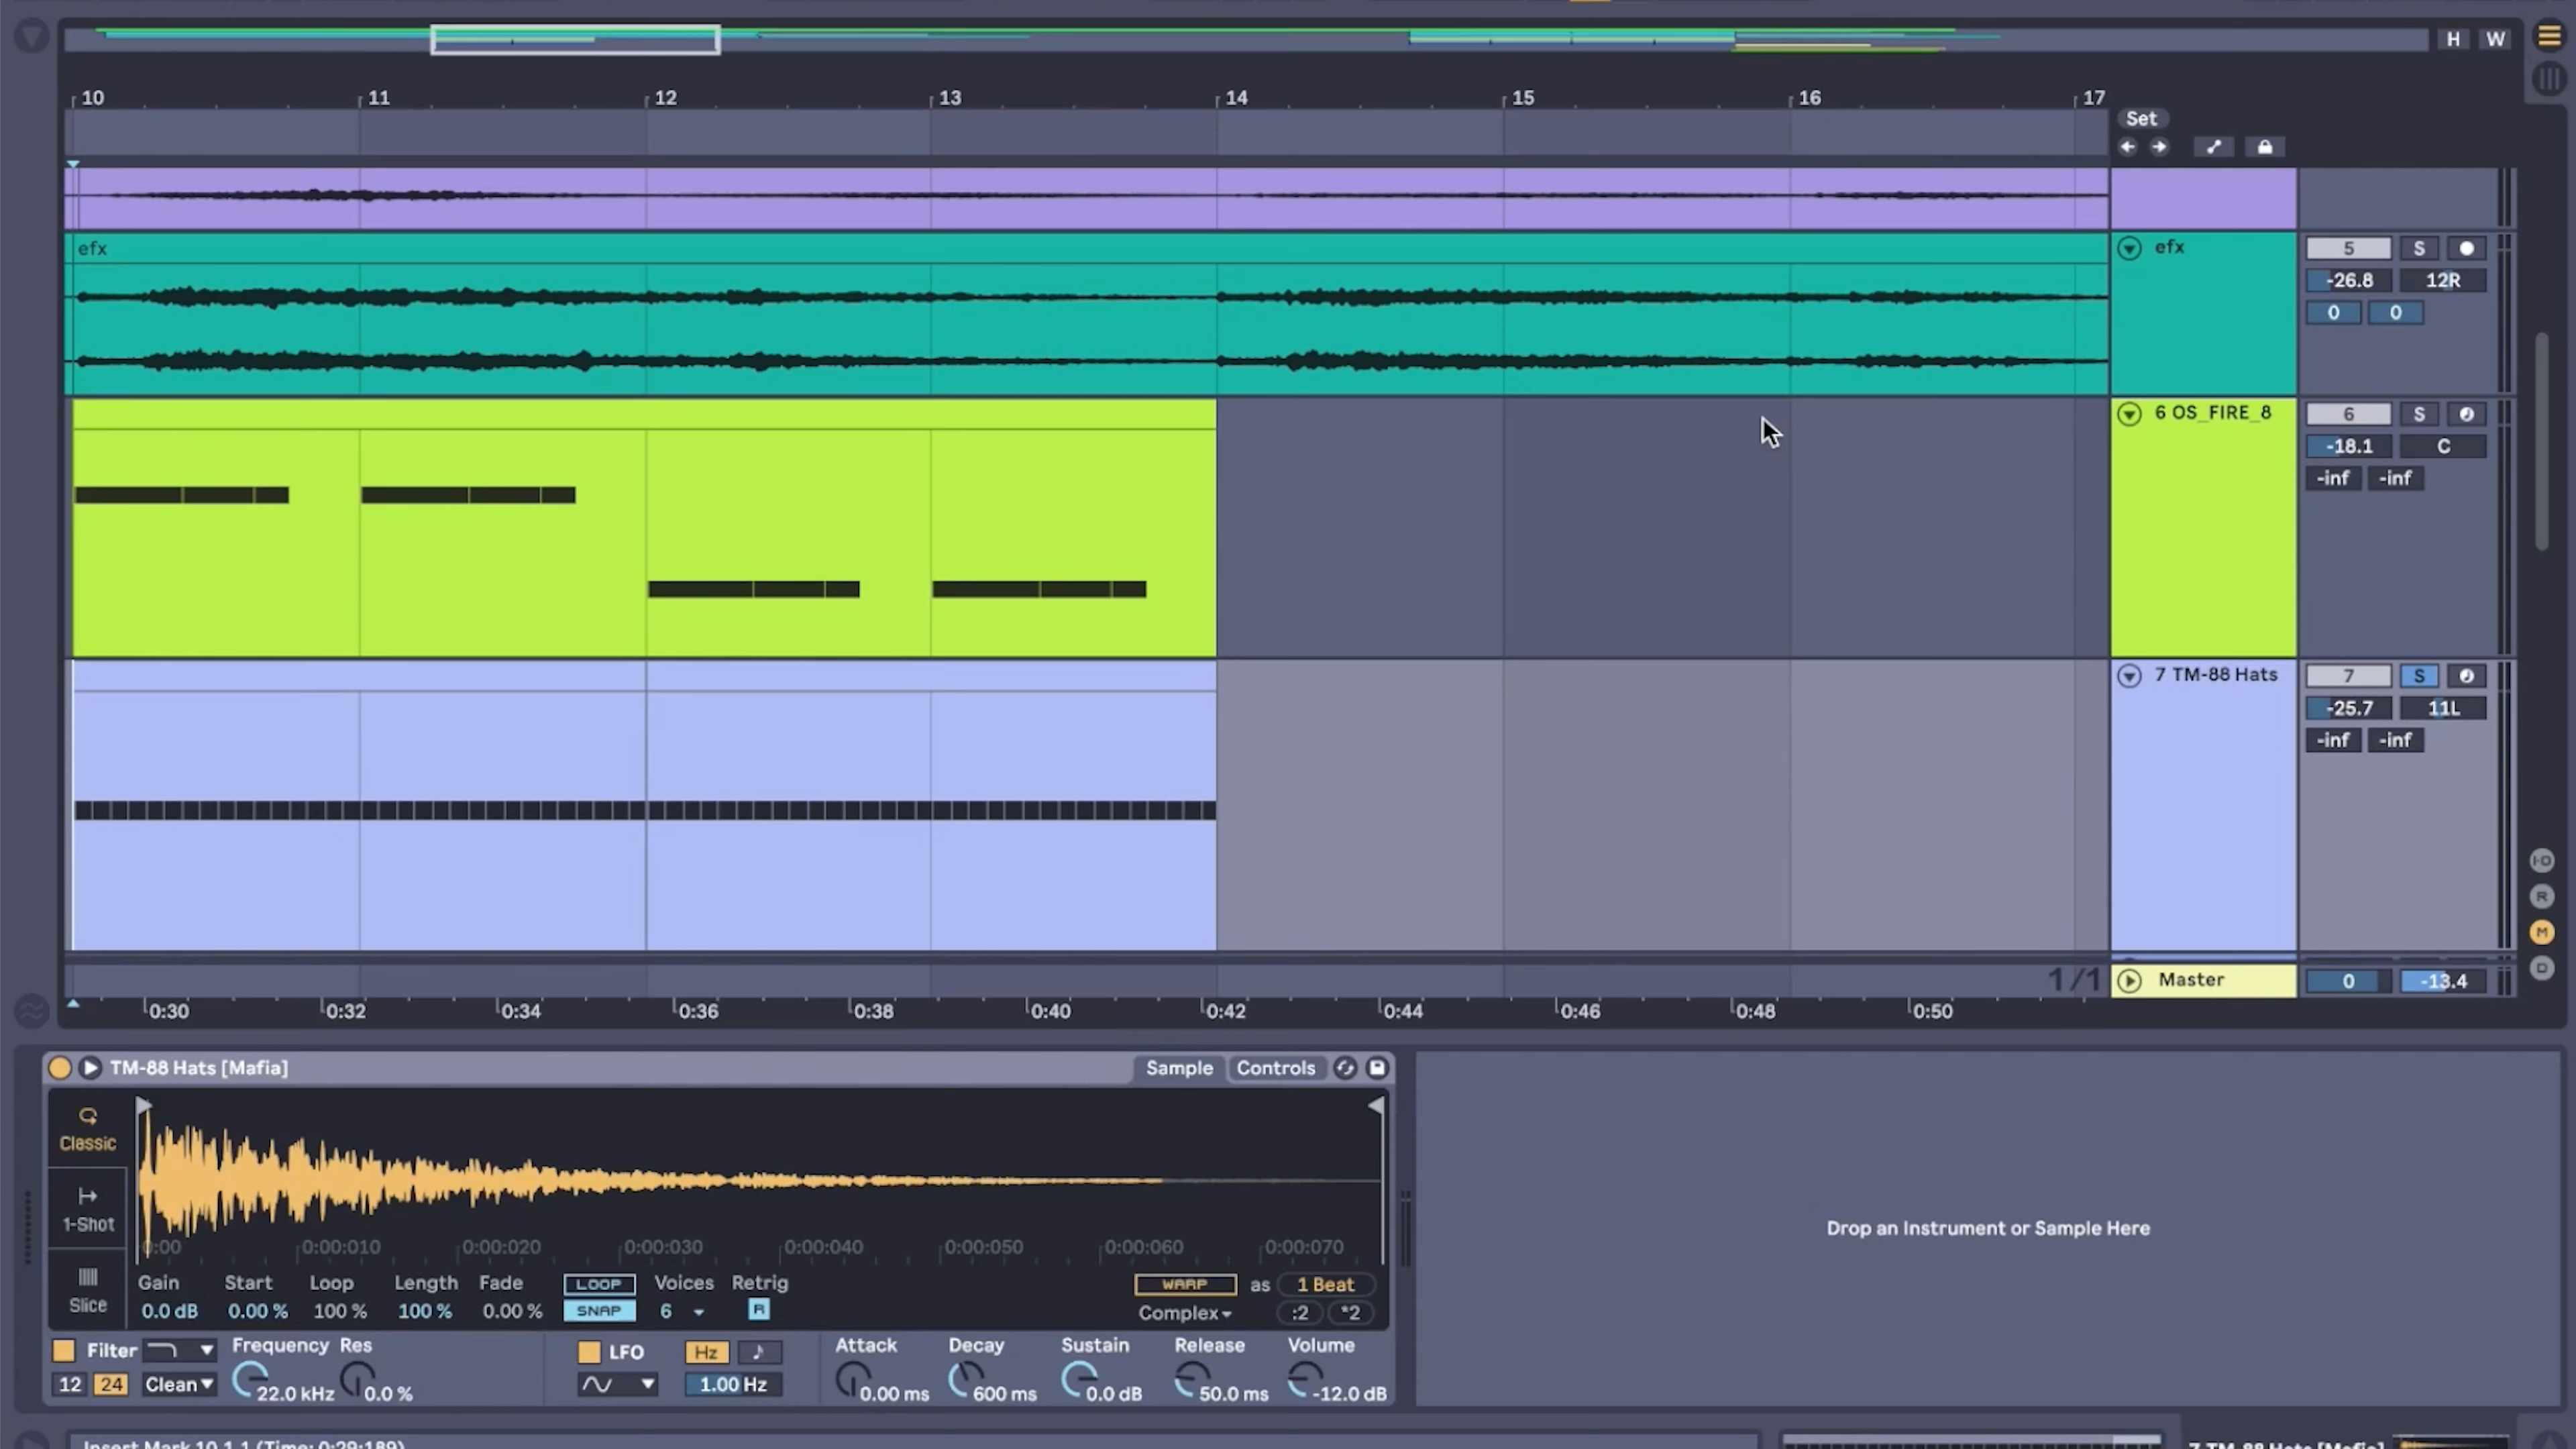 H W
10 11 12 13 14 15 16 17
Set
efx efx 5 S
-26.8 12R
0 0
6 OS_FIRE_8 6 S
-18.1 C
-inf -inf
7 TM-88 Hats 7 S
-25.7 11L
-inf -inf
I·O
R
M
D
1/1 Master 0 -13.4
0:30 0:32 0:34 0:36 0:38 0:40 0:42 0:44 0:46 0:48 0:50
TM-88 Hats [Mafia] Sample Controls
Classic
1-Shot
Slice
Drop an Instrument or Sample Here
0:00 0:00:010 0:00:020 0:00:030 0:00:040 0:00:050 0:00:060 0:00:070
Gain Start Loop Length Fade LOOP Voices Retrig WARP as 1 Beat
0.0 dB 0.00 % 100 % 100 % 0.00 % SNAP 6 R Complex :2 *2
Filter Frequency Res LFO Hz Attack Decay Sustain Release Volume
12 24 Clean 22.0 kHz 0.0 % 1.00 Hz 0.00 ms 600 ms 0.0 dB 50.0 ms -12.0 dB
Insert Mark 10.1.1 (Time: 0:29:189) 7 TM-88 Hats [Mafia]